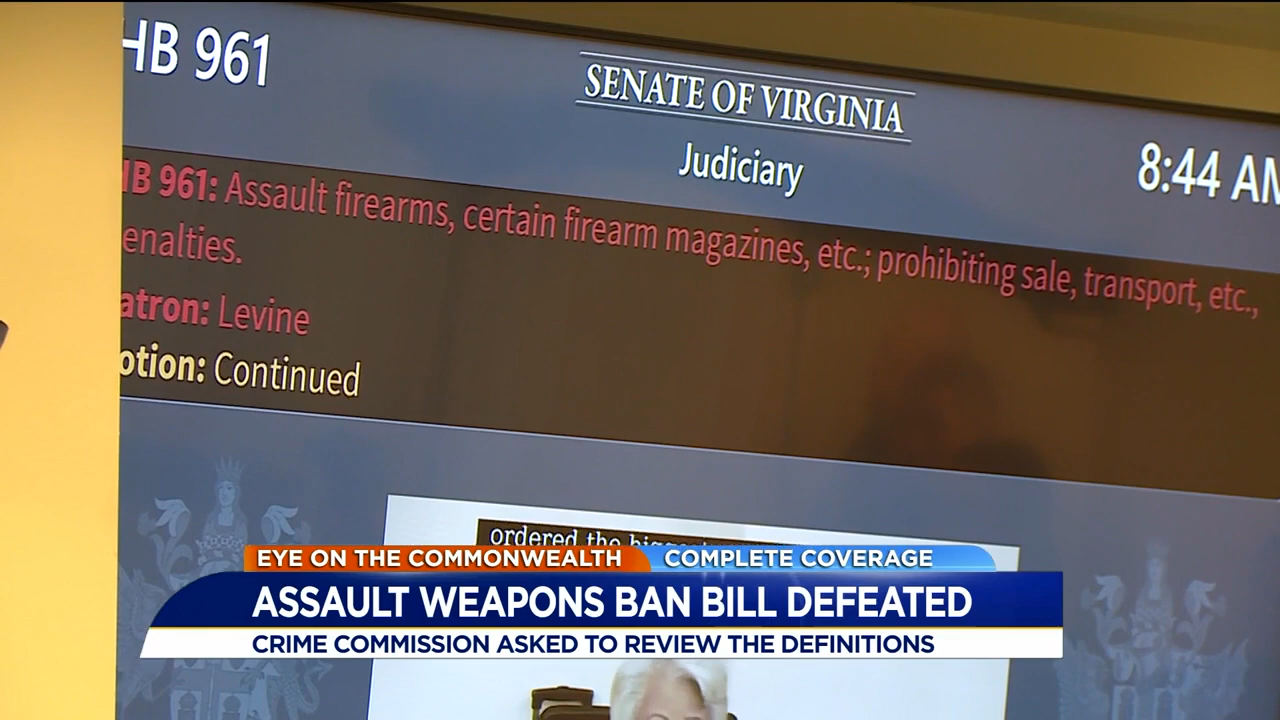 HB 961
SENATE OF VIRGINIA
Judiciary
8:44 AM
HB 961: Assault firearms, certain firearm magazines, etc.; prohibiting sale, transport, etc.,
enalties.
atron: Levine
otion: Continued
ordered the biggest
EYE ON THE COMMONWEALTH
COMPLETE COVERAGE
ASSAULT WEAPONS BAN BILL DEFEATED
CRIME COMMISSION ASKED TO REVIEW THE DEFINITIONS